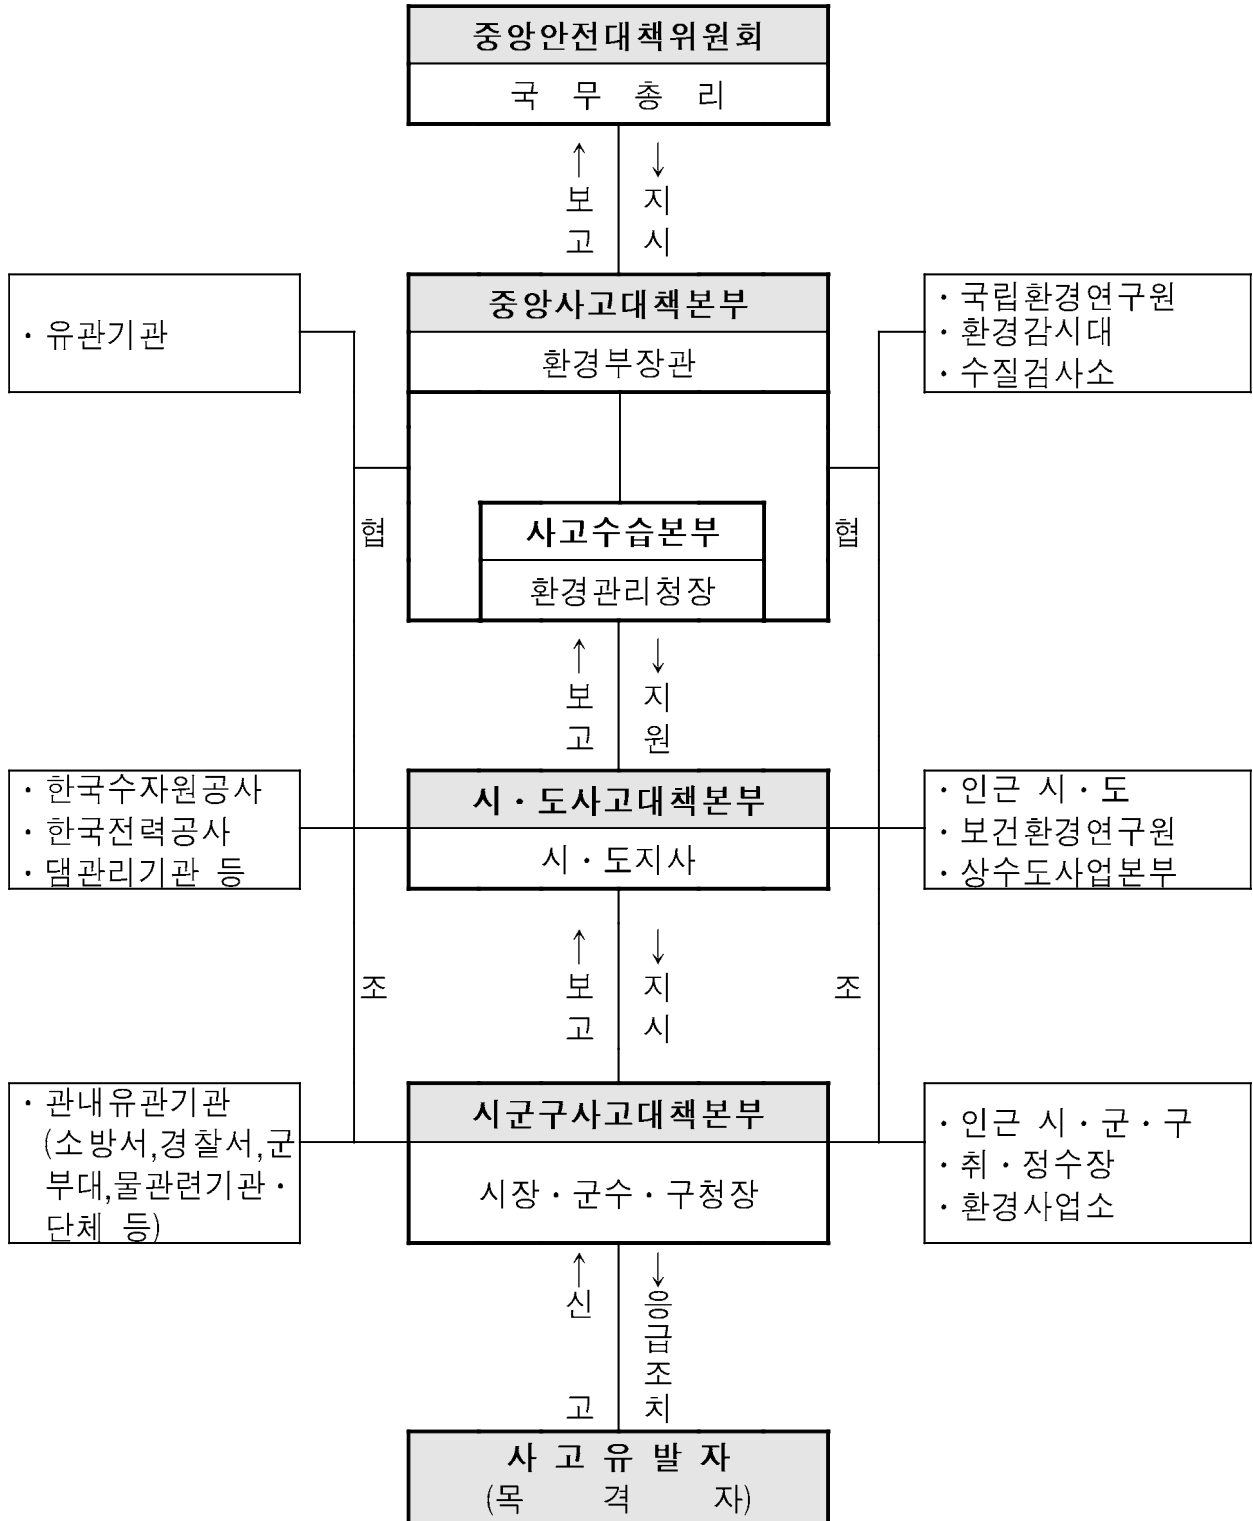 중앙안전대책위원회
국 무 총 리
↑ ↓
보 지
고 시
중앙사고대책본부
환경부장관
· 유관기관
· 국립환경연구원
· 환경감시대
· 수질검사소
협 협
사고수습본부
환경관리청장
↑ ↓
보 지
고 원
· 한국수자원공사
· 한국전력공사
· 댐관리기관 등
시 · 도사고대책본부
시 · 도지사
· 인근 시 · 도
· 보건환경연구원
· 상수도사업본부
↑ ↓
보 지
고 시
조 조
· 관내유관기관
(소방서,경찰서,군
부대,물관련기관 ·
단체 등)
시군구사고대책본부
시장 · 군수 · 구청장
· 인근 시 · 군 · 구
· 취 · 정수장
· 환경사업소
↑ ↓
신 응
급
조
고 치
사 고 유 발 자
(목 격 자)